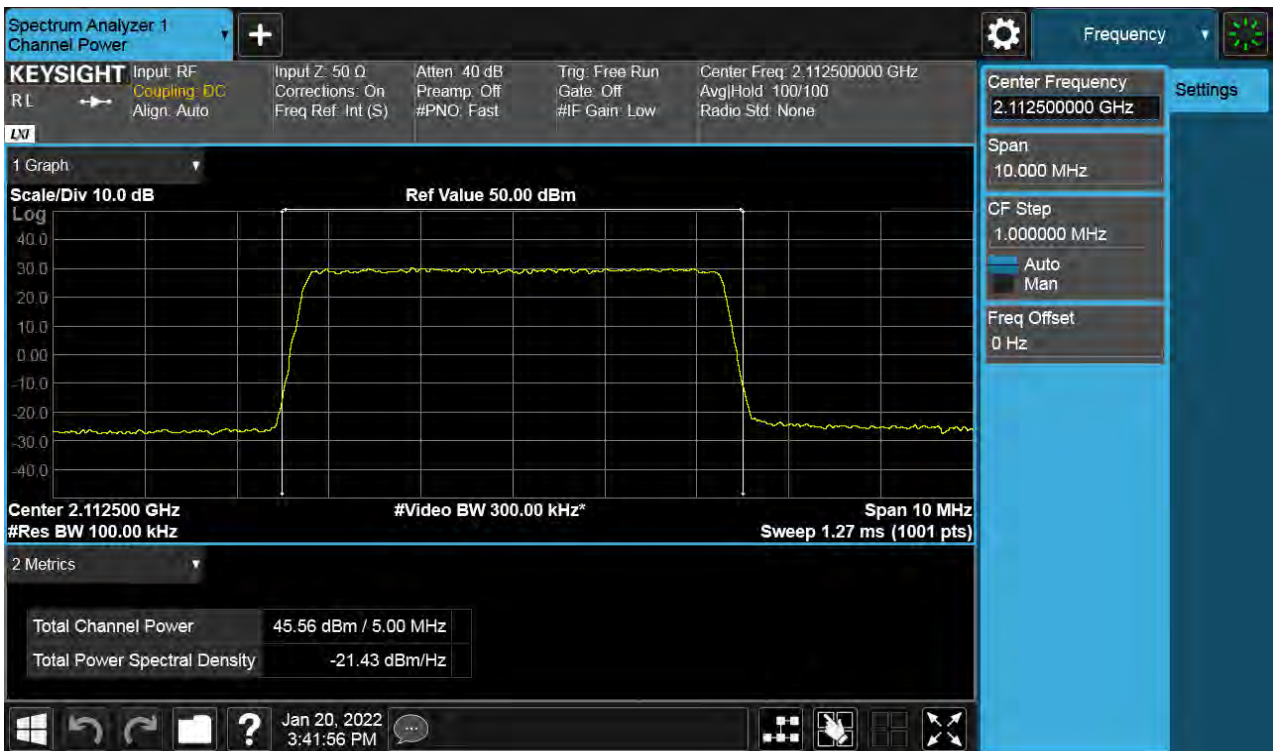 Spectrum Analyzer 1
Channel Power
+
Frequency
KEYSIGHT
RL
LXI
Input: RF
Coupling: DC
Align: Auto
Input Z: 50 Ω
Corrections: On
Freq Ref: Int (S)
Atten: 40 dB
Preamp: Off
#PNO: Fast
Trig: Free Run
Gate: Off
#IF Gain: Low
Center Freq: 2.112500000 GHz
Avg|Hold: 100/100
Radio Std: None
Center Frequency
2.112500000 GHz
Settings
Span
10.000 MHz
CF Step
1.000000 MHz
Auto
Man
Freq Offset
0 Hz
1 Graph
Scale/Div 10.0 dB
Ref Value 50.00 dBm
Log
40.0
30.0
20.0
10.0
0.00
-10.0
-20.0
-30.0
-40.0
Center 2.112500 GHz
#Video BW 300.00 kHz*
Span 10 MHz
#Res BW 100.00 kHz
Sweep 1.27 ms (1001 pts)
2 Metrics
Total Channel Power 45.56 dBm / 5.00 MHz
Total Power Spectral Density -21.43 dBm/Hz
?
Jan 20, 2022
3:41:56 PM